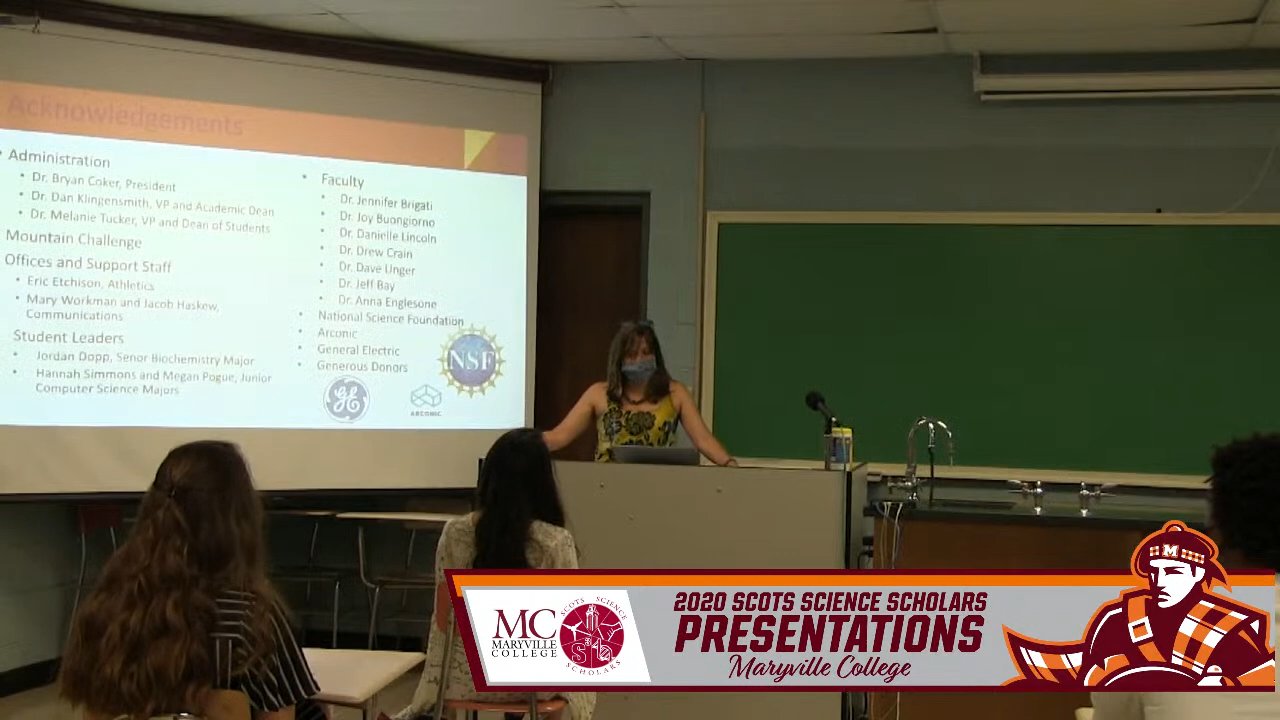 Acknowledgements
• Administration
• Dr. Bryan Coker, President
• Dr. Dan Klingensmith, VP and Academic Dean
• Dr. Melanie Tucker, VP and Dean of Students
Mountain Challenge
Offices and Support Staff
• Eric Etchison, Athletics
• Mary Workman and Jacob Haskew,
Communications
Student Leaders
• Jordan Dopp, Senor Biochemistry Major
• Hannah Simmons and Megan Pogue, Junior
Computer Science Majors
• Faculty
• Dr. Jennifer Brigati
• Dr. Joy Buongiorno
• Dr. Danielle Lincoln
• Dr. Drew Crain
• Dr. Dave Unger
• Dr. Jeff Bay
• Dr. Anna Englesone
• National Science Foundation
• Arconic
• General Electric
• Generous Donors
NSF
GE
ARCONIC
MC
MARYVILLE
COLLEGE
SCOTS SCIENCE
SCHOLARS
2020 SCOTS SCIENCE SCHOLARS
PRESENTATIONS
Maryville College
M